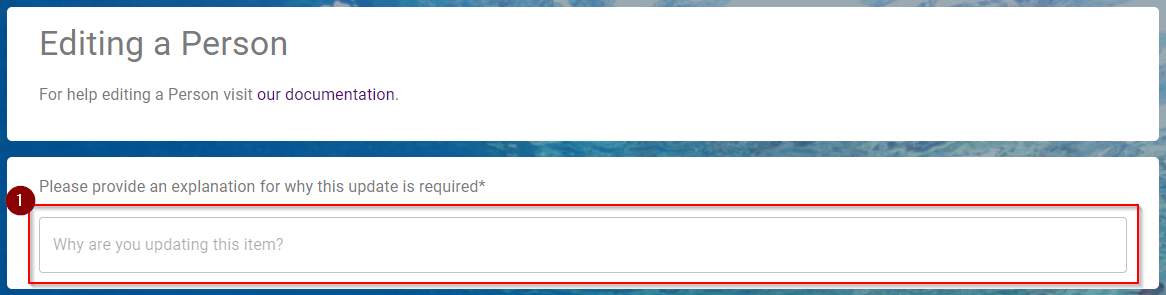 Editing a Person
For help editing a Person visit our documentation.
Please provide an explanation for why this update is required*
1
Why are you updating this item?